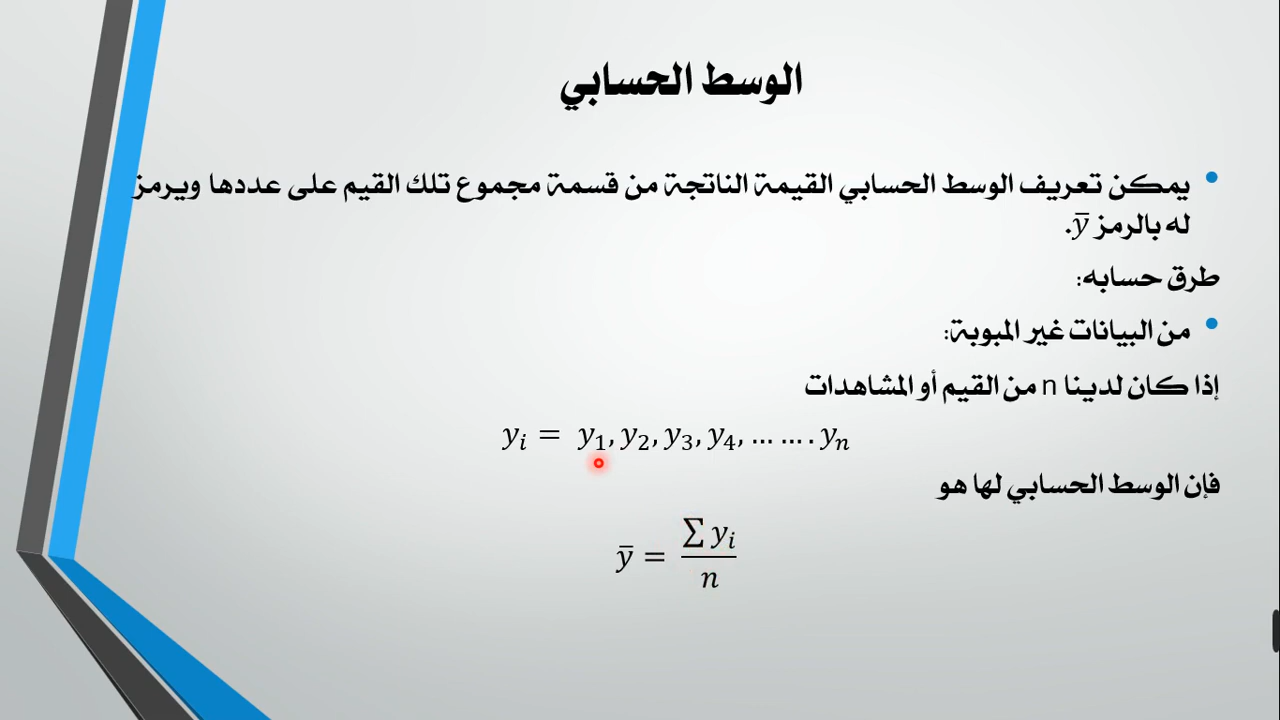 الوسط الحسابي
• يمكن تعريف الوسط الحسابي القيمة الناتجة من قسمة مجموع تلك القيم على عددها ويرمز
له بالرمز ȳ.
طرق حسابه:
• من البيانات غير المبوبة:
إذا كان لدينا n من القيم أو المشاهدات
yᵢ = y₁, y₂, y₃, y₄, … … . yₙ
فإن الوسط الحسابي لها هو
ȳ = ∑ yᵢ / n